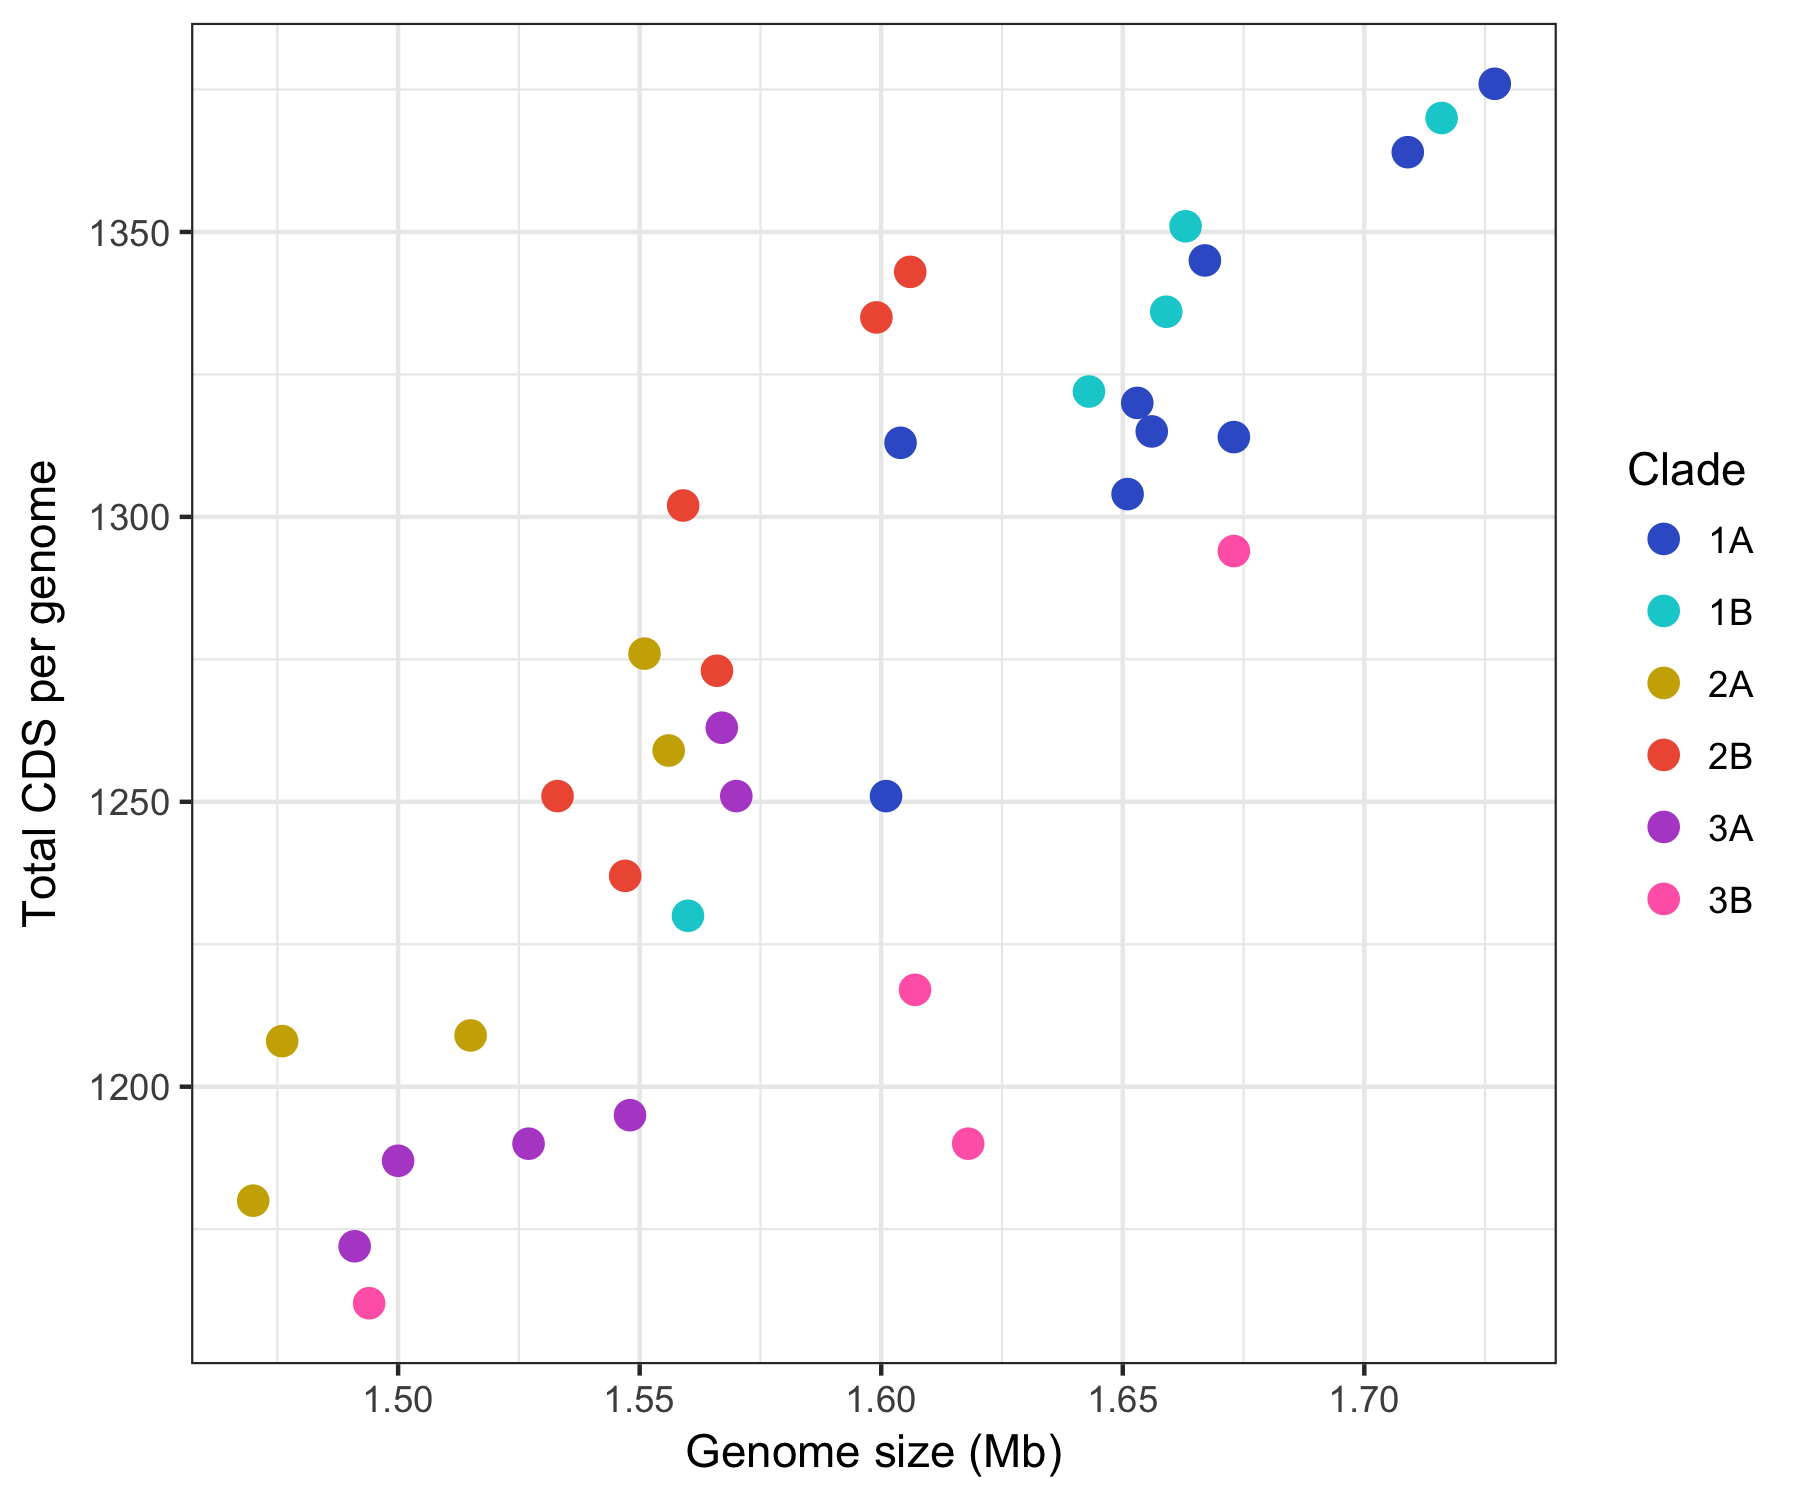 1350
1300
1250
1200
Total CDS per genome
1.50 1.55 1.60 1.65 1.70
Genome size (Mb)
Clade
1A
1B
2A
2B
3A
3B